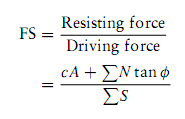 FS = Resisting force / Driving force
= cA + ∑N tan ϕ / ∑S